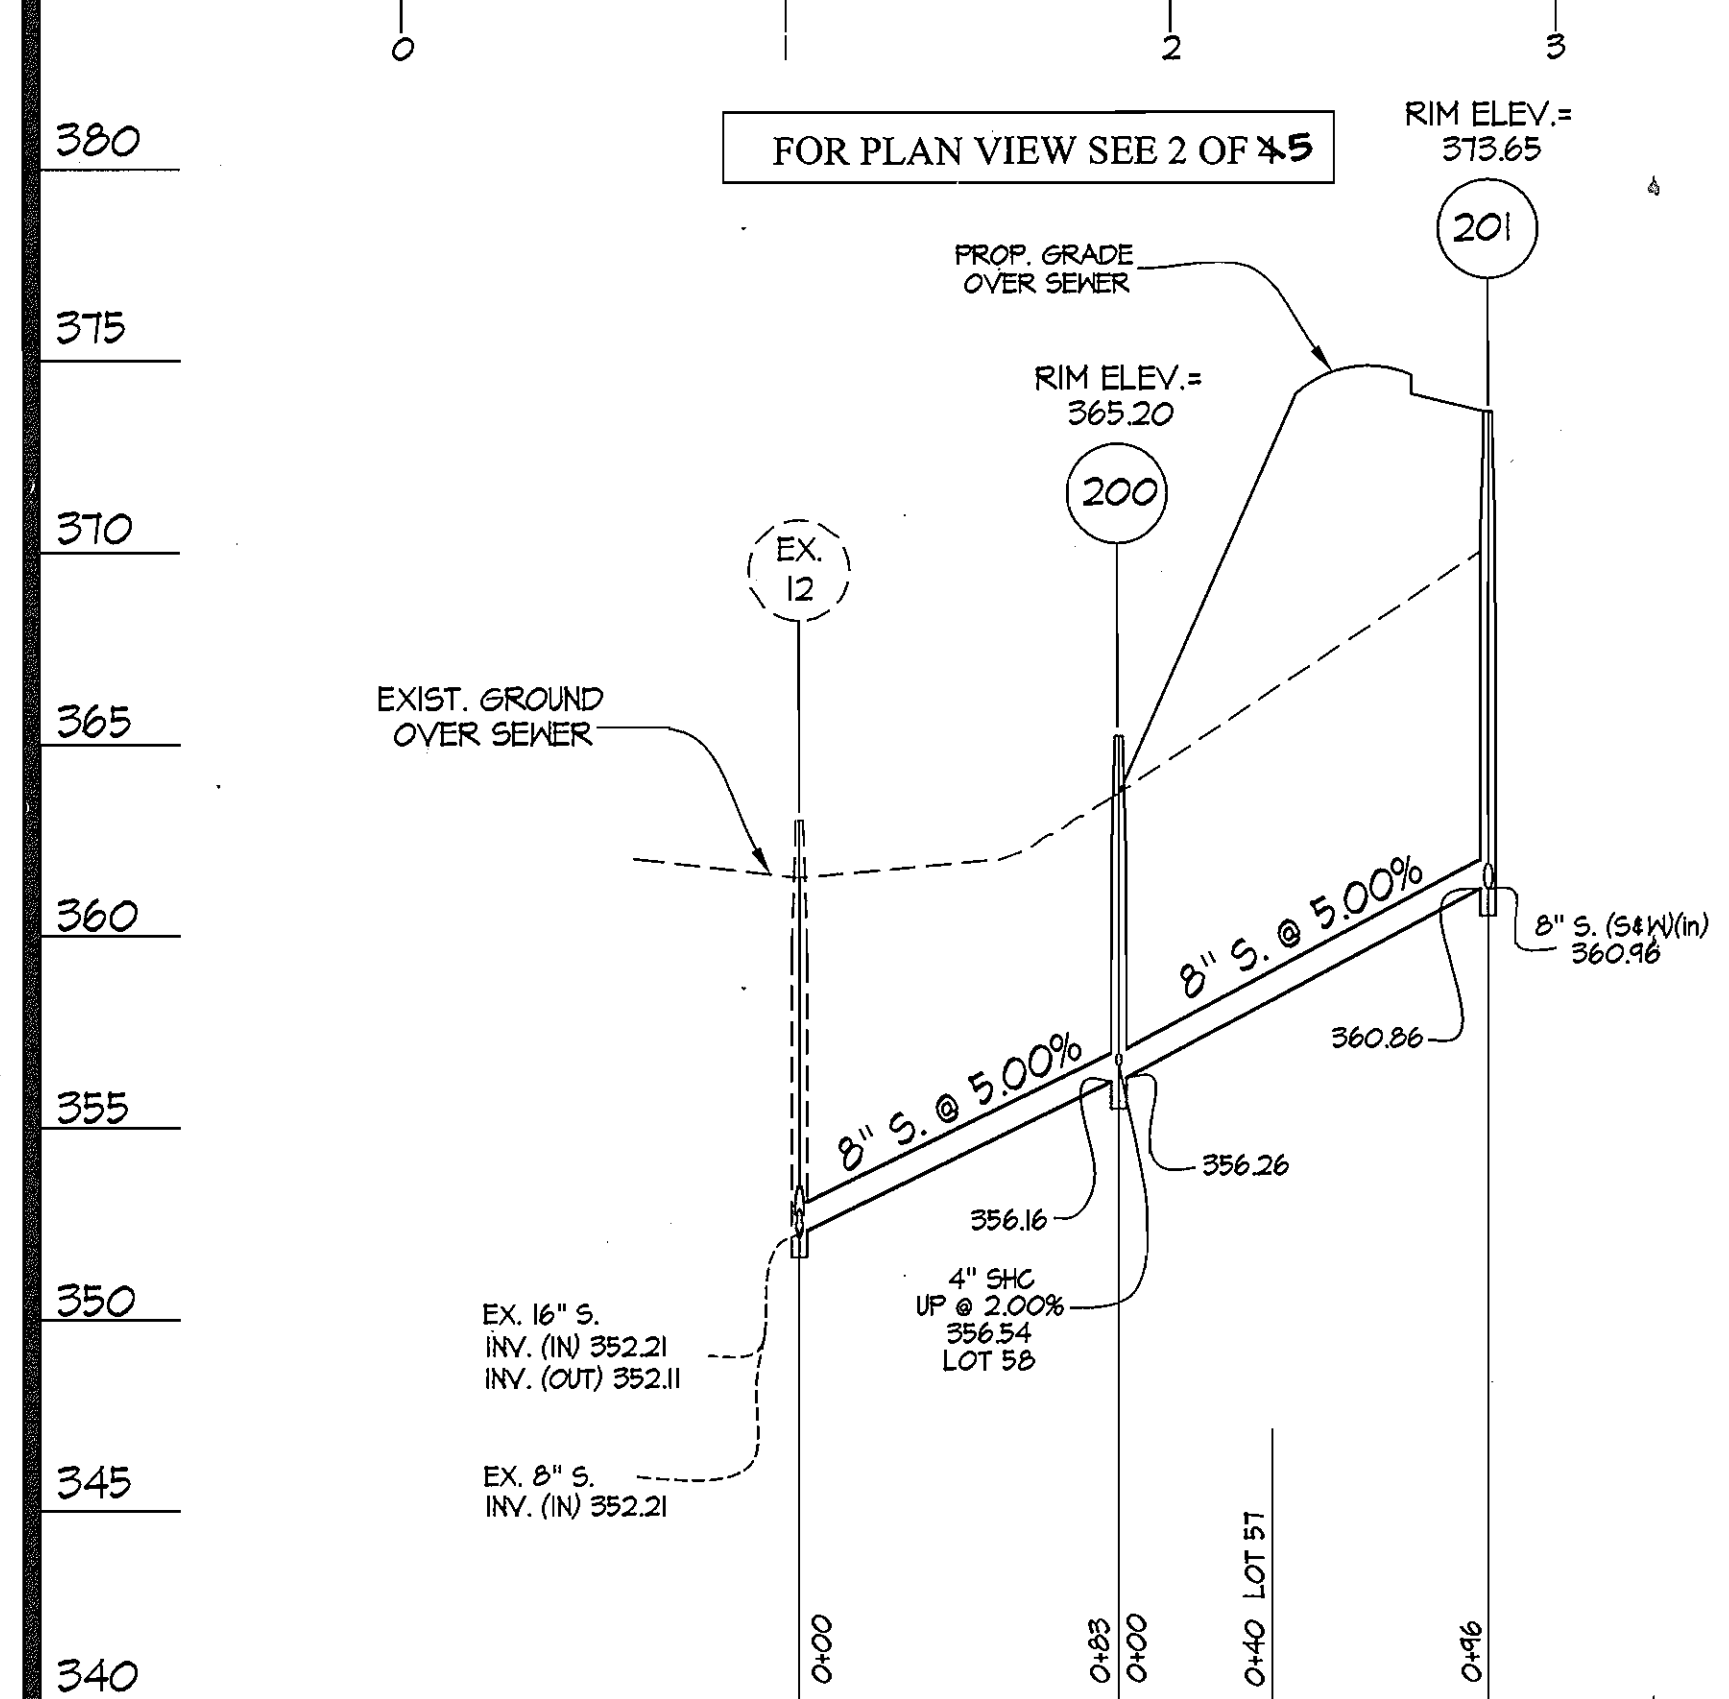 0
2
3
380
FOR PLAN VIEW SEE 2 OF 5
RIM ELEV.=
373.65
201
PROP. GRADE
OVER SEWER
375
RIM ELEV.=
365.20
200
370
EX.
12
EXIST. GROUND
OVER SEWER
365
360
8" S. @ 5.00%
8" S. (S&W)(in)
360.96
360.86
8" S. @ 5.00%
355
356.26
356.16
4" SHC
UP @ 2.00%
356.54
LOT 58
350
EX. 16" S.
INV. (IN) 352.21
INV. (OUT) 352.11
345
EX. 8" S.
INV. (IN) 352.21
340
0+00
0+83
0+00
0+40 LOT 57
0+96